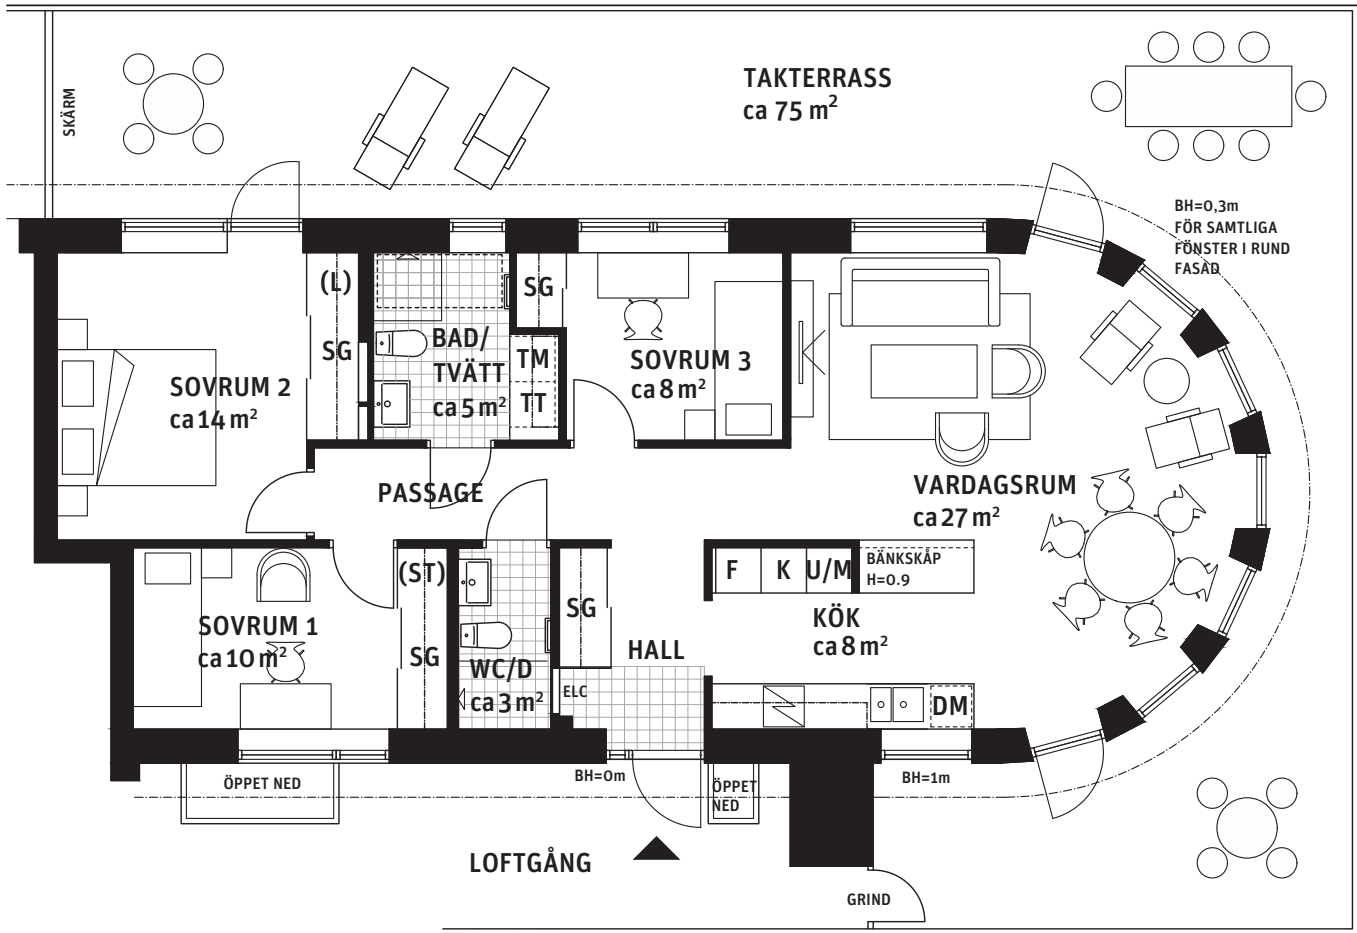 TAKTERRASS
ca 75 m²
SKÄRM
BH=0,3m
FÖR SAMTLIGA
FÖNSTER I RUND
FASAD
(L)
SG
SOVRUM 2
ca 14 m²
BAD/
TVÄTT
ca 5 m²
SG
TM
TT
SOVRUM 3
ca 8 m²
PASSAGE
VARDAGSRUM
ca 27 m²
SOVRUM 1
ca 10 m²
(ST)
SG
WC/D
ca 3 m²
SG
ELC
HALL
F
K
U/M
BÄNKSKÅP
H=0.9
KÖK
ca 8 m²
DM
ÖPPET NED
BH=0m
ÖPPET
NED
BH=1m
LOFTGÅNG
GRIND